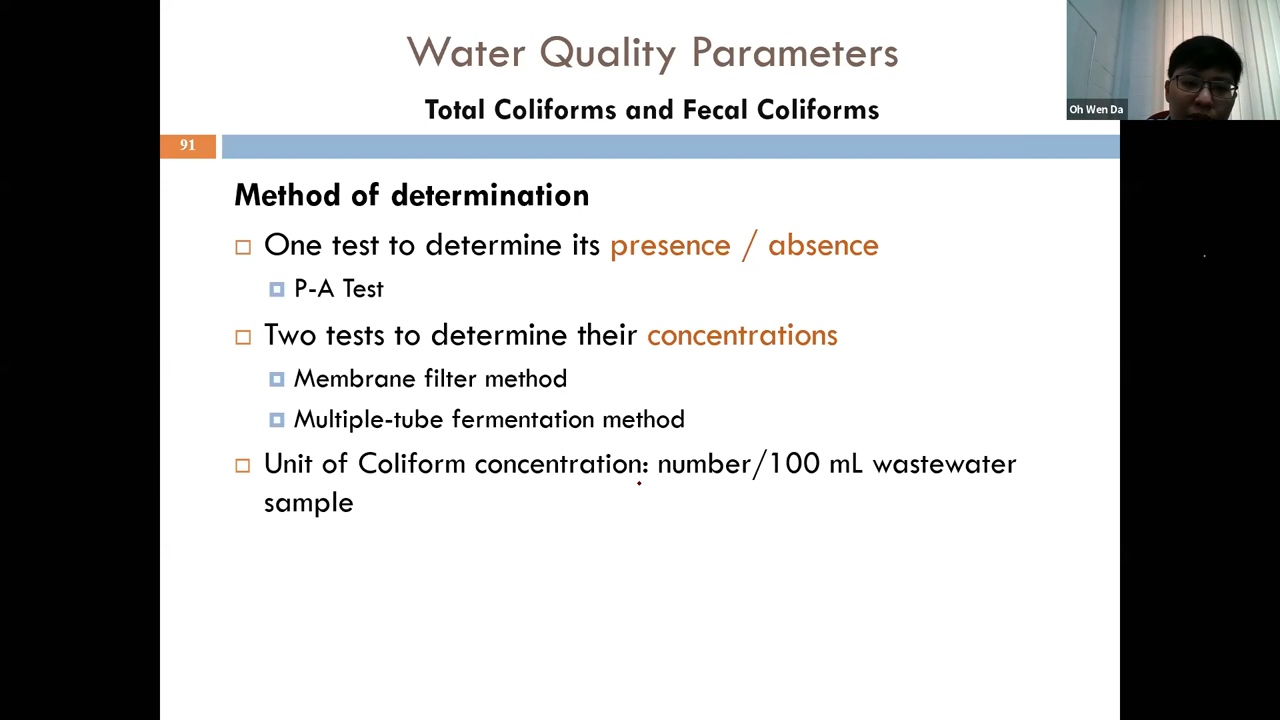 Water Quality Parameters
Total Coliforms and Fecal Coliforms
Oh Wen Da
91
Method of determination
One test to determine its presence / absence
P-A Test
Two tests to determine their concentrations
Membrane filter method
Multiple-tube fermentation method
Unit of Coliform concentration: number/100 mL wastewater
sample